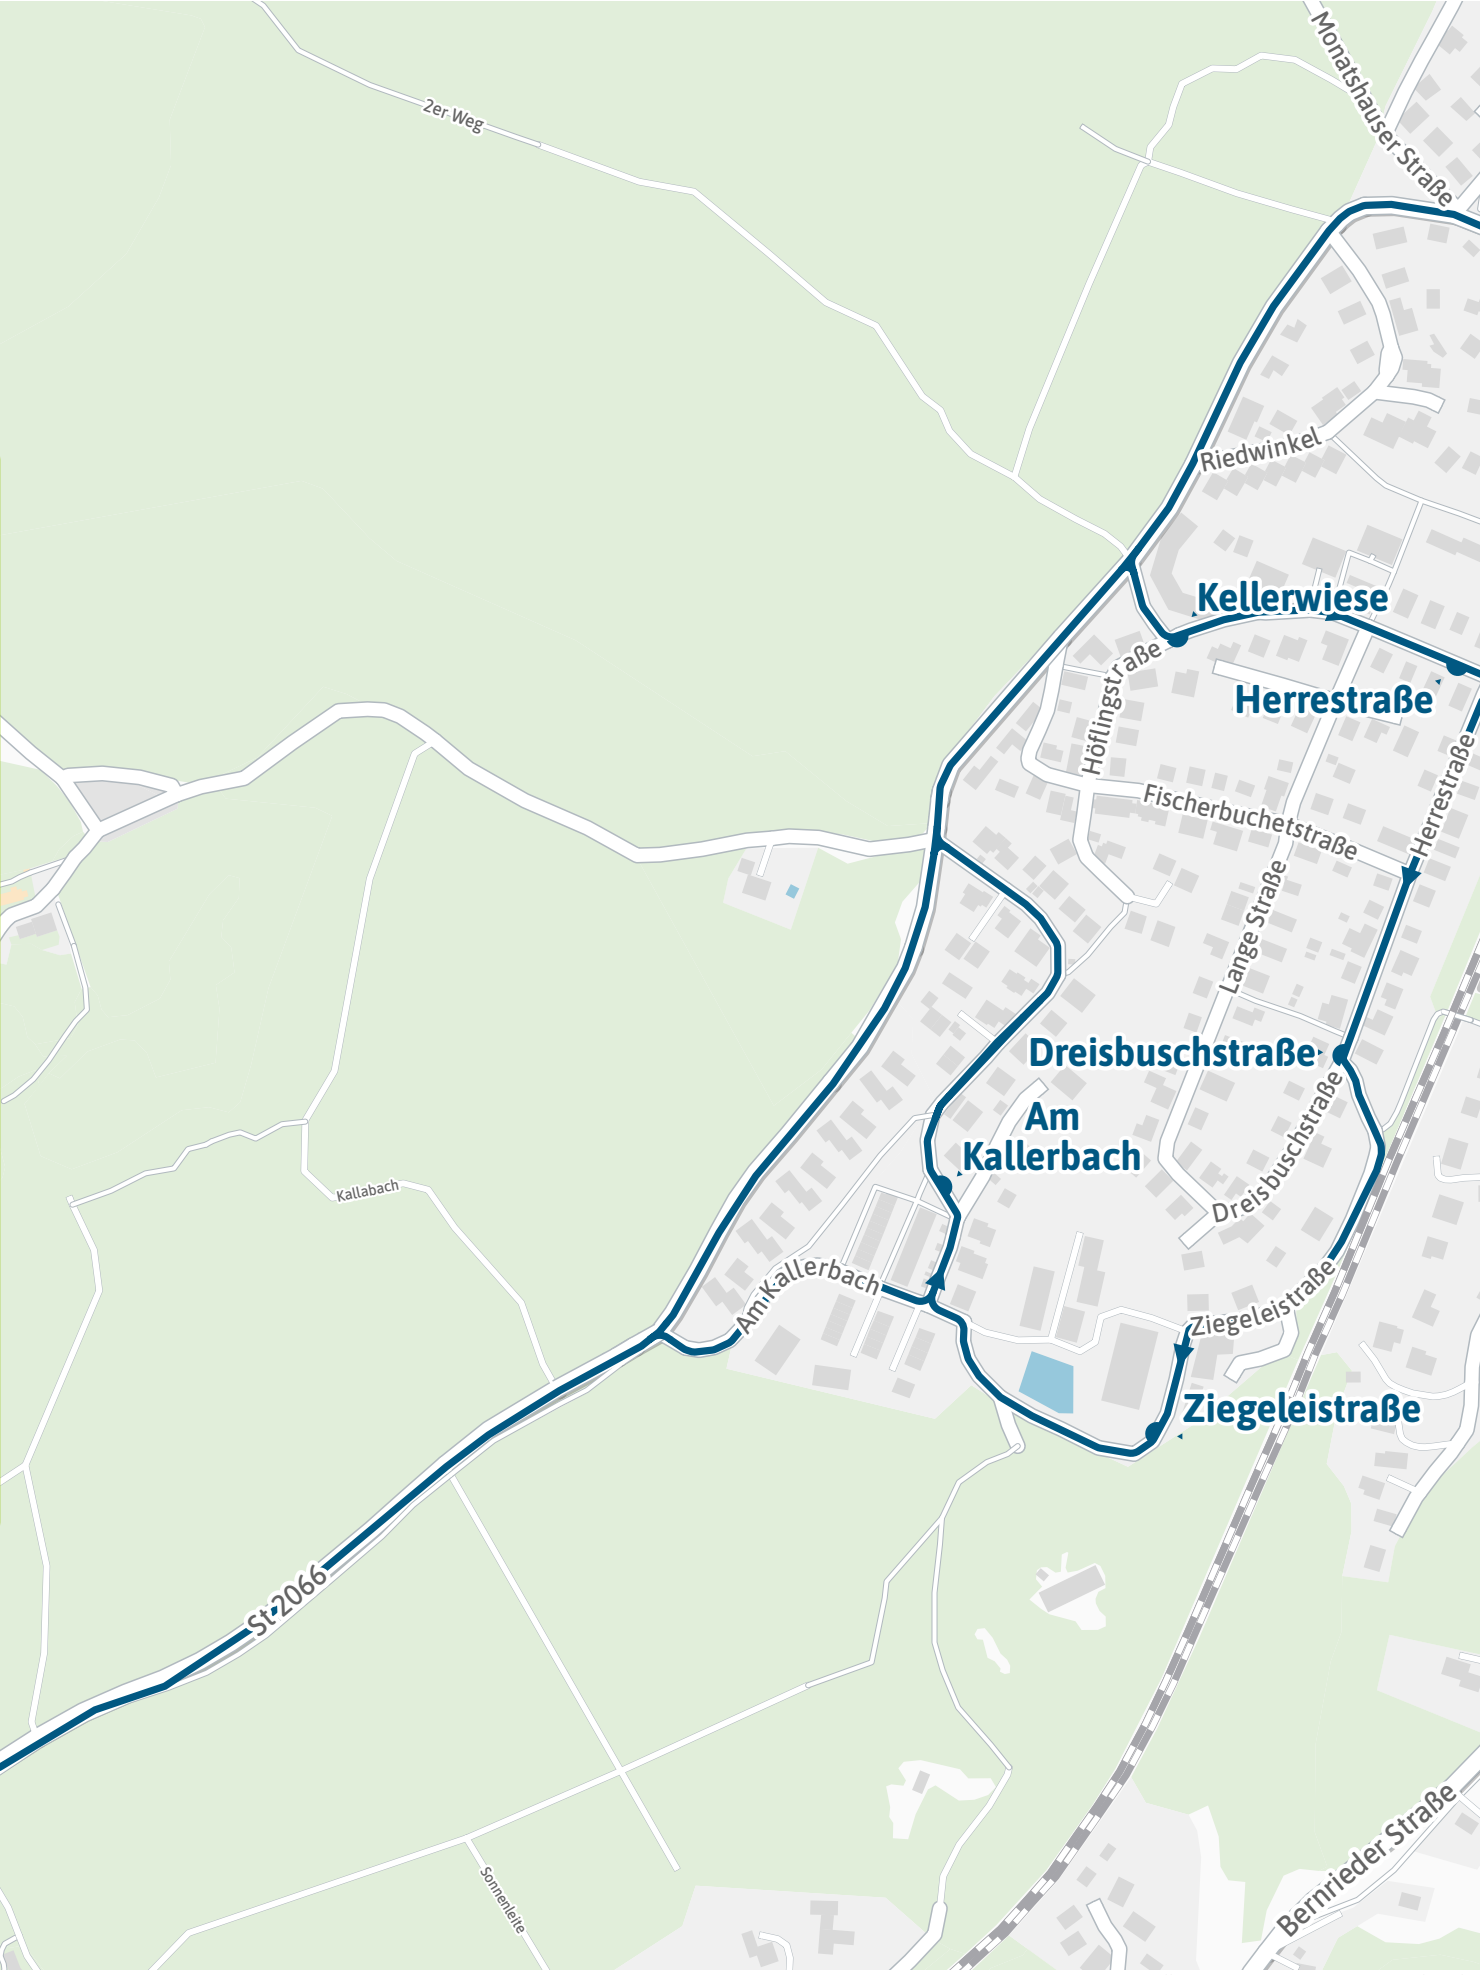 Monatshauser Straße
2er Weg
Riedwinkel
Kellerwiese
Höflingstraße
Herrestraße
Herrestraße
Fischerbuchetstraße
Lange Straße
Dreisbuschstraße
Am
Kallerbach
Dreisbuschstraße
Kallabach
Am Kallerbach
Ziegeleistraße
Ziegeleistraße
St 2066
Bernrieder Straße
Sonnenleite